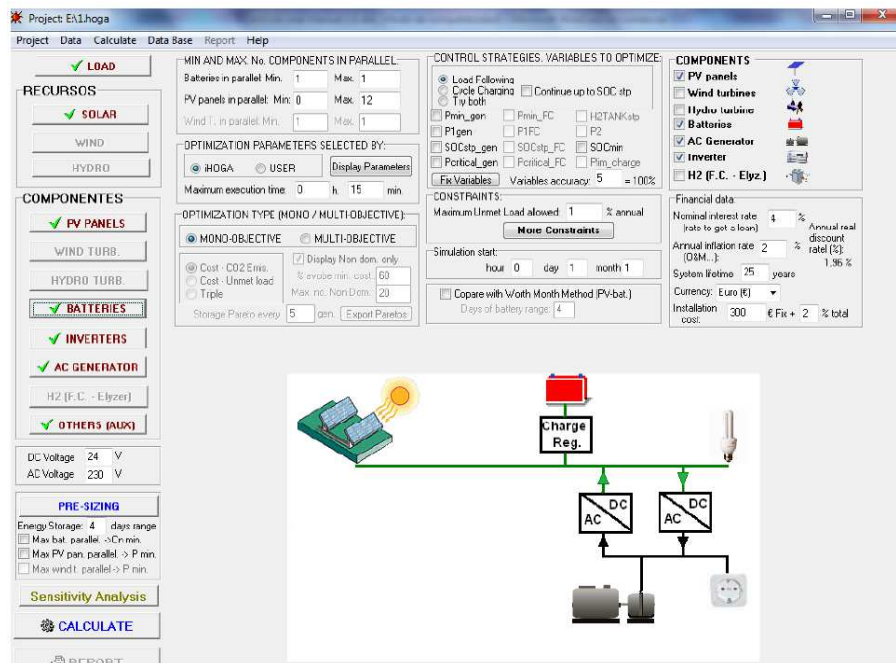 Project: E:\1.hoga
Project Data Calculate Data Base Report Help
LOAD
RECURSOS
SOLAR
WIND
HYDRO
COMPONENTES
PV PANELS
WIND TURB.
HYDRO TURB.
BATTERIES
INVERTERS
AC GENERATOR
H2 (F.C. - Elyzer)
OTHERS (AUX)
DC Voltage 24 V
AC Voltage 230 V
PRE-SIZING
Energy Storage: 4 days range
Max bat. parallel. ->Cn min.
Max PV pan. parallel. -> P min.
Max wind t. parallel -> P min.
Sensitivity Analysis
CALCULATE
REPORT
MIN AND MAX. No. COMPONENTS IN PARALLEL:
Batteries in parallel: Min. 1 Max. 1
PV panels in parallel: Min: 0 Max. 12
Wind T. in parallel: Min. 1 Max. 1
OPTIMIZATION PARAMETERS SELECTED BY:
iHOGA USER Display Parameters
Maximum execution time: 0 h. 15 min.
OPTIMIZATION TYPE (MONO / MULTI-OBJECTIVE):
MONO-OBJECTIVE MULTI-OBJECTIVE
Cost - CO2 Emis.
Cost - Unmet load
Triple
Display Non dom. only
% evobe min. cost.. 60
Max. no. Non Dom. 20
Storage Pareto every 5 gen. Export Paretos
CONTROL STRATEGIES. VARIABLES TO OPTIMIZE:
Load Following
Cycle Charging Continue up to SOC stp
Try both
Pmin_gen Pmin_FC H2TANKstp
P1gen P1FC P2
SOCstp_gen SOCstp_FC SOCmin
Pcritical_gen Pcritical_FC Plim_charge
Fix Variables Variables accuracy: 5 = 100%
CONSTRAINTS:
Maximum Unmet Load allowed: 1 % annual
More Constraints
Simulation start:
hour 0 day 1 month 1
Copare with Worth Month Method (PV-bat.)
Days of battery range: 4
COMPONENTS
PV panels
Wind turbines
Hydro turbine
Batteries
AC Generator
Inverter
H2 (F.C. - Elyz.)
Financial data:
Nominal interest rate 4 %
(rate to get a loan)
Annual inflation rate 2 %
(O&M...):
Annual real
discount
rate (%):
1,96 %
System lifetime 25 years
Currency: Euro (€)
Installation
cost: 300 € Fix + 2 % total
Charge
Reg.
DC
AC
DC
AC